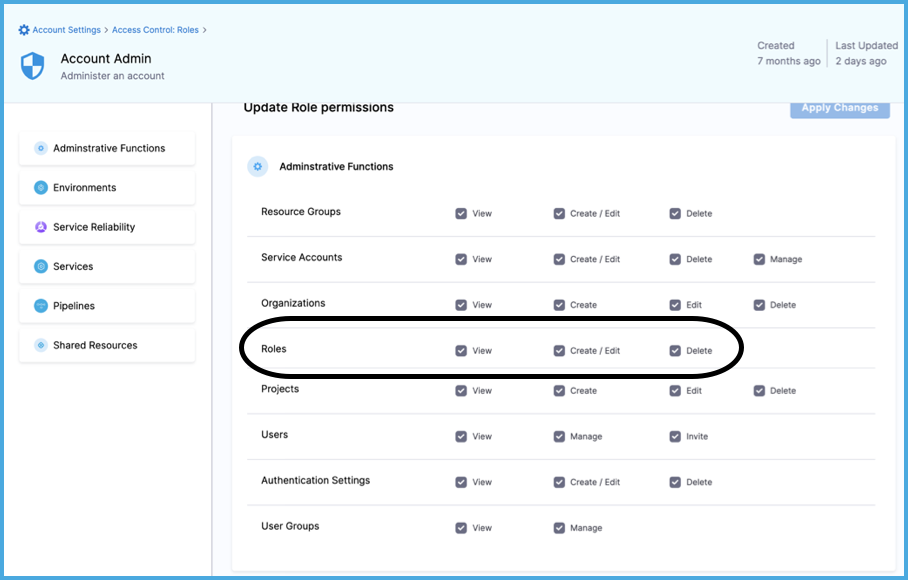 Account Settings > Access Control: Roles >
Account Admin
Administer an account
Created
7 months ago
Last Updated
2 days ago
Update Role permissions
Apply Changes
Adminstrative Functions
Environments
Service Reliability
Services
Pipelines
Shared Resources
Adminstrative Functions
Resource Groups View Create / Edit Delete
Service Accounts View Create / Edit Delete Manage
Organizations View Create Edit Delete
Roles View Create / Edit Delete
Projects View Create Edit Delete
Users View Manage Invite
Authentication Settings View Create / Edit Delete
User Groups View Manage